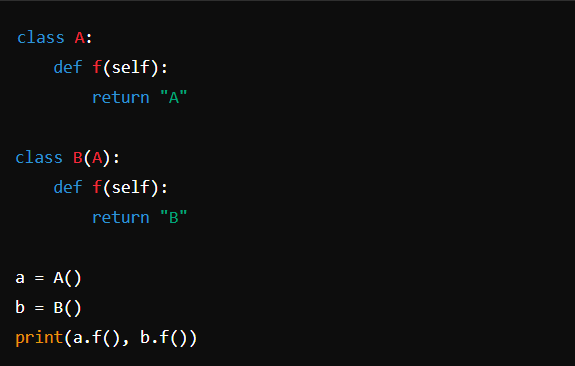 class A:
    def f(self):
        return "A"

class B(A):
    def f(self):
        return "B"

a = A()
b = B()
print(a.f(), b.f())